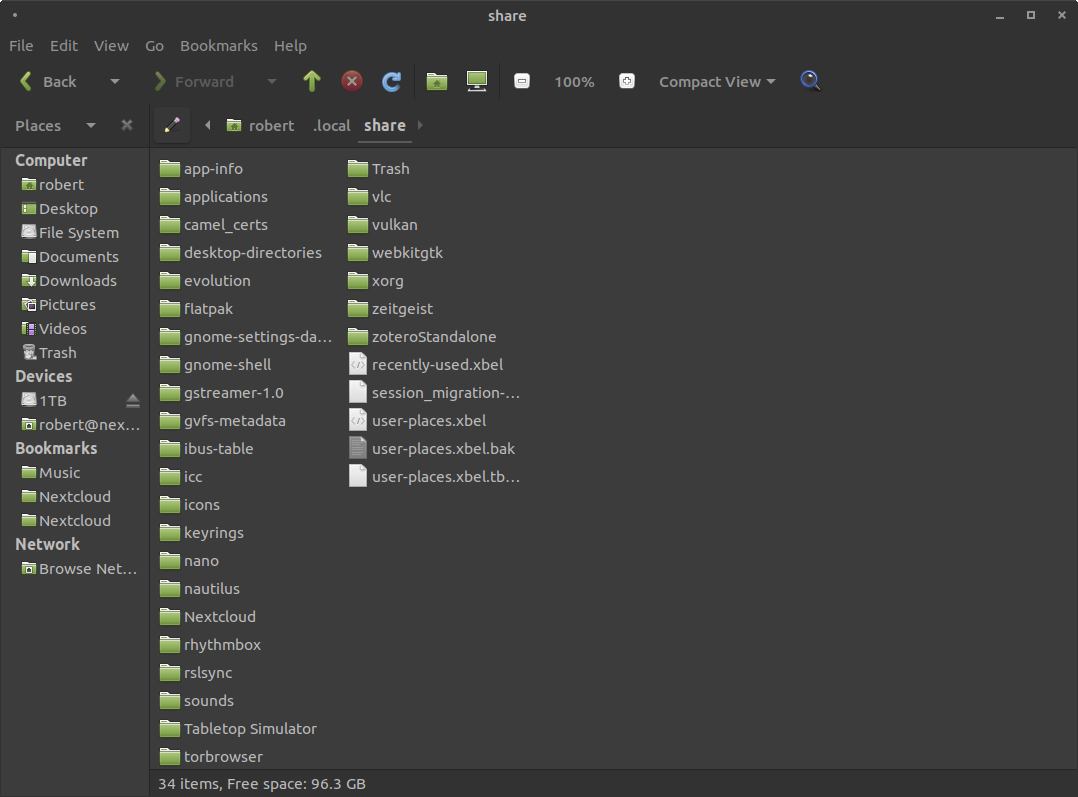 share
File Edit View Go Bookmarks Help
Back Forward 100% Compact View
Places robert .local share
Computer
robert
Desktop
File System
Documents
Downloads
Pictures
Videos
Trash
Devices
1TB
robert@nex...
Bookmarks
Music
Nextcloud
Nextcloud
Network
Browse Net...
app-info
applications
camel_certs
desktop-directories
evolution
flatpak
gnome-settings-da...
gnome-shell
gstreamer-1.0
gvfs-metadata
ibus-table
icc
icons
keyrings
nano
nautilus
Nextcloud
rhythmbox
rslsync
sounds
Tabletop Simulator
torbrowser
Trash
vlc
vulkan
webkitgtk
xorg
zeitgeist
zoteroStandalone
recently-used.xbel
session_migration-...
user-places.xbel
user-places.xbel.bak
user-places.xbel.tb...
34 items, Free space: 96.3 GB